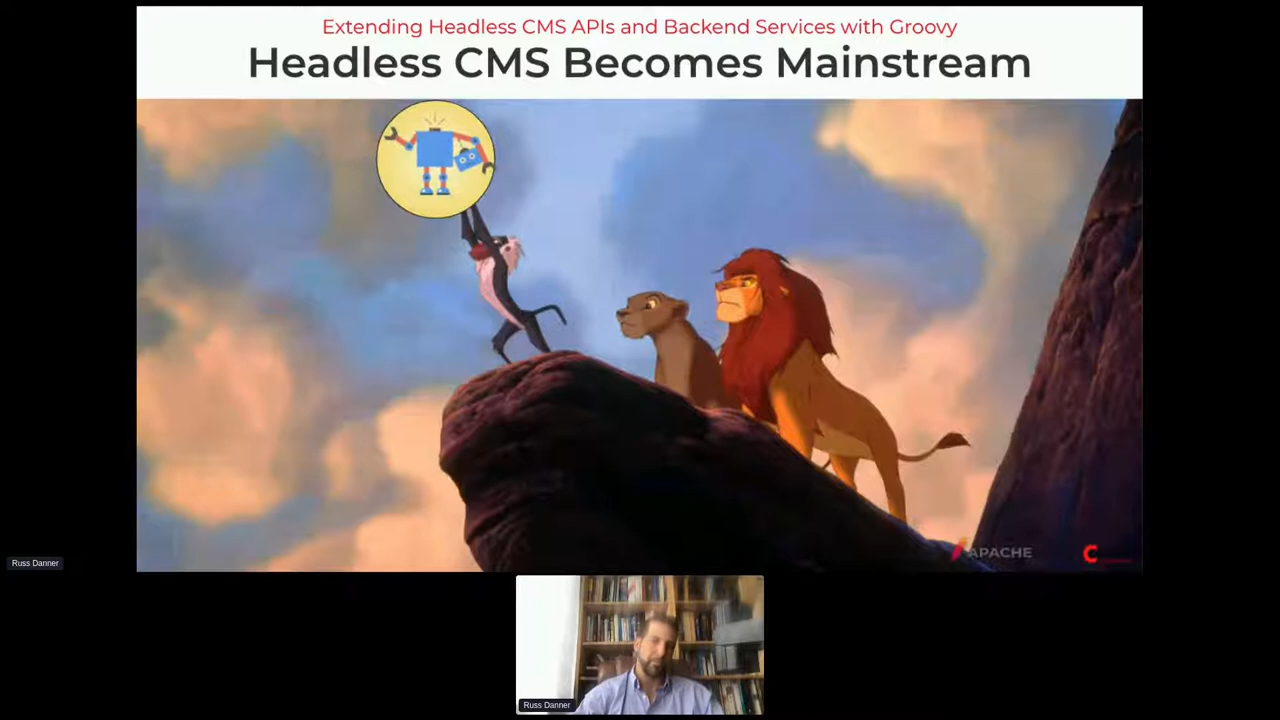 Extending Headless CMS APIs and Backend Services with Groovy
Headless CMS Becomes Mainstream
APACHE
Russ Danner
Russ Danner